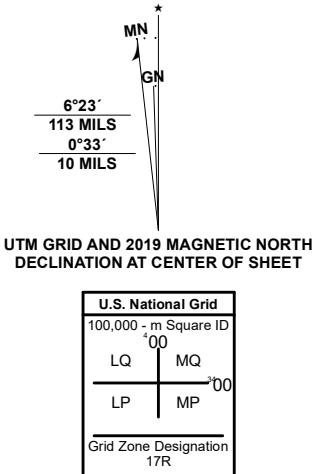 ★
MN
GN
6°23´
113 MILS
0°33´
10 MILS
UTM GRID AND 2019 MAGNETIC NORTH
DECLINATION AT CENTER OF SHEET
U.S. National Grid
100,000 - m Square ID
⁴00
LQ MQ
³⁴00
LP MP
Grid Zone Designation
17R